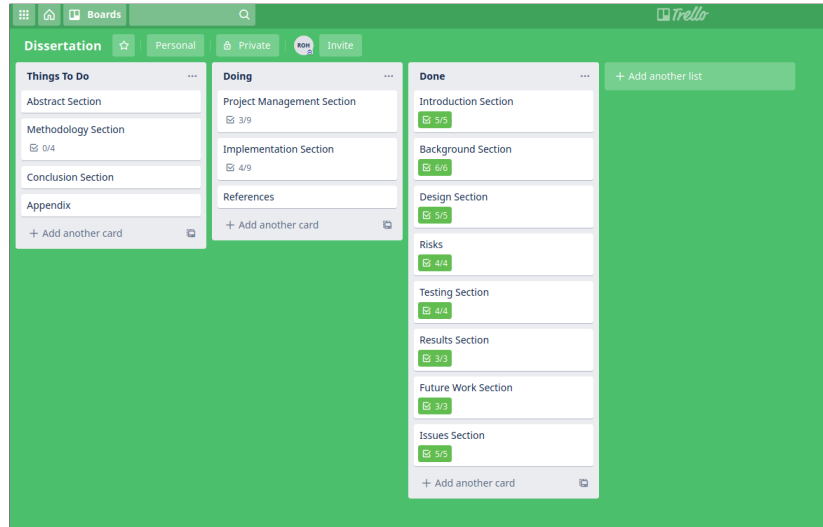 Boards
Trello
Dissertation
Personal
Private
ROH
Invite
Things To Do
Abstract Section
Methodology Section
0/4
Conclusion Section
Appendix
+ Add another card
Doing
Project Management Section
3/9
Implementation Section
4/9
References
+ Add another card
Done
Introduction Section
5/5
Background Section
6/6
Design Section
5/5
Risks
4/4
Testing Section
4/4
Results Section
3/3
Future Work Section
3/3
Issues Section
5/5
+ Add another card
+ Add another list